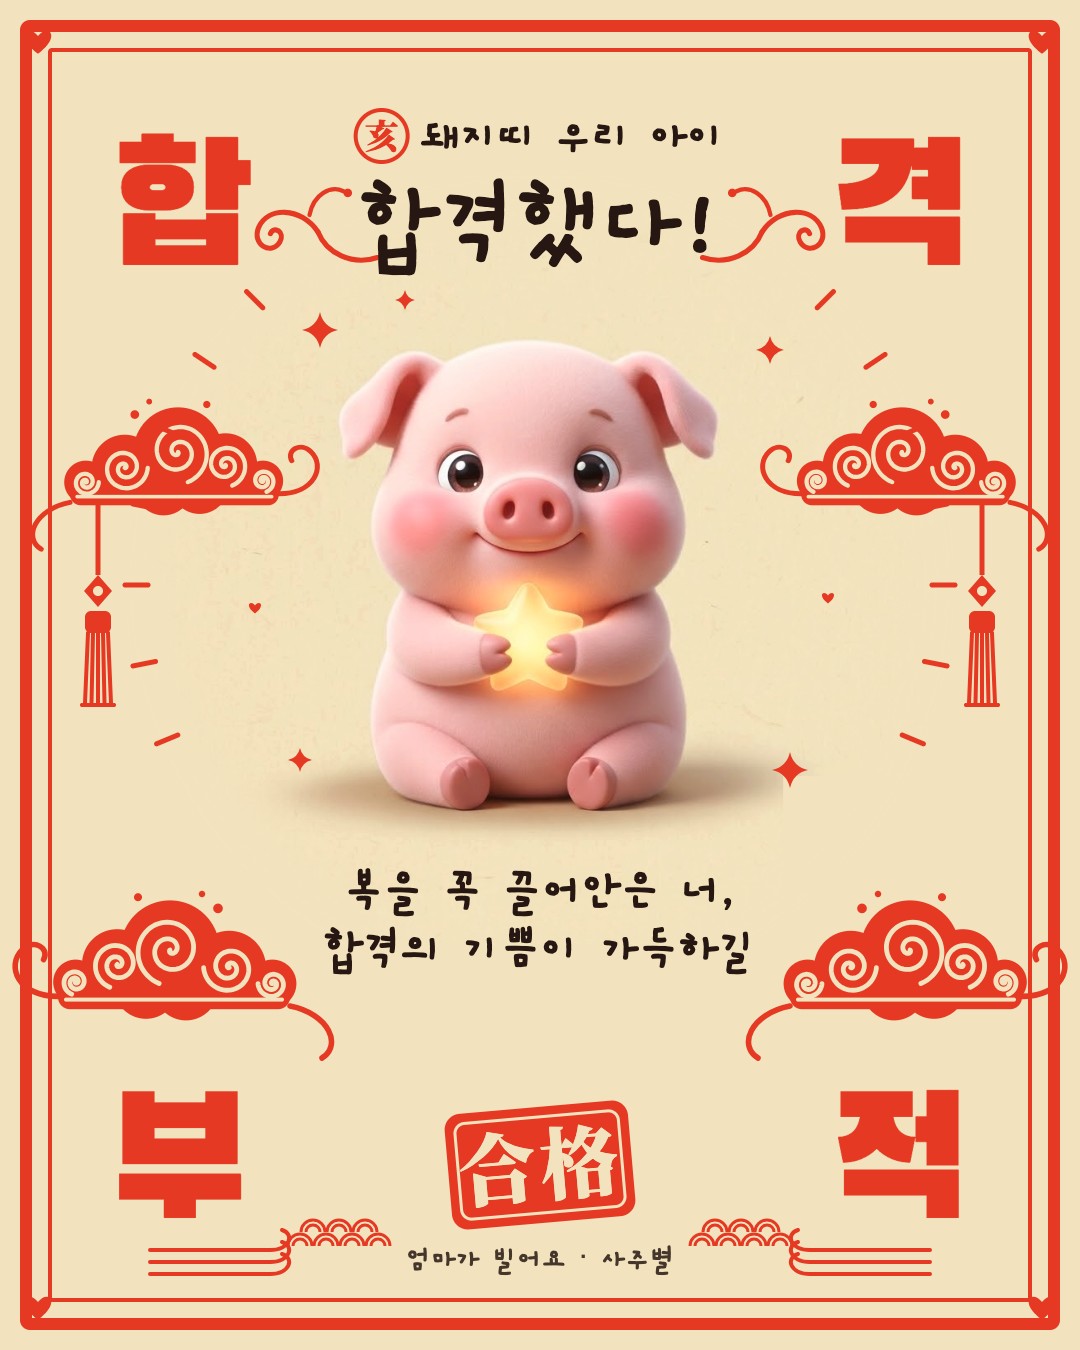 합 격
亥 돼지띠 우리 아이
합격했다!
복을 꼭 끌어안은 너,
합격의 기쁨이 가득하길
부 적
合格
엄마가 빌어요 · 사주별